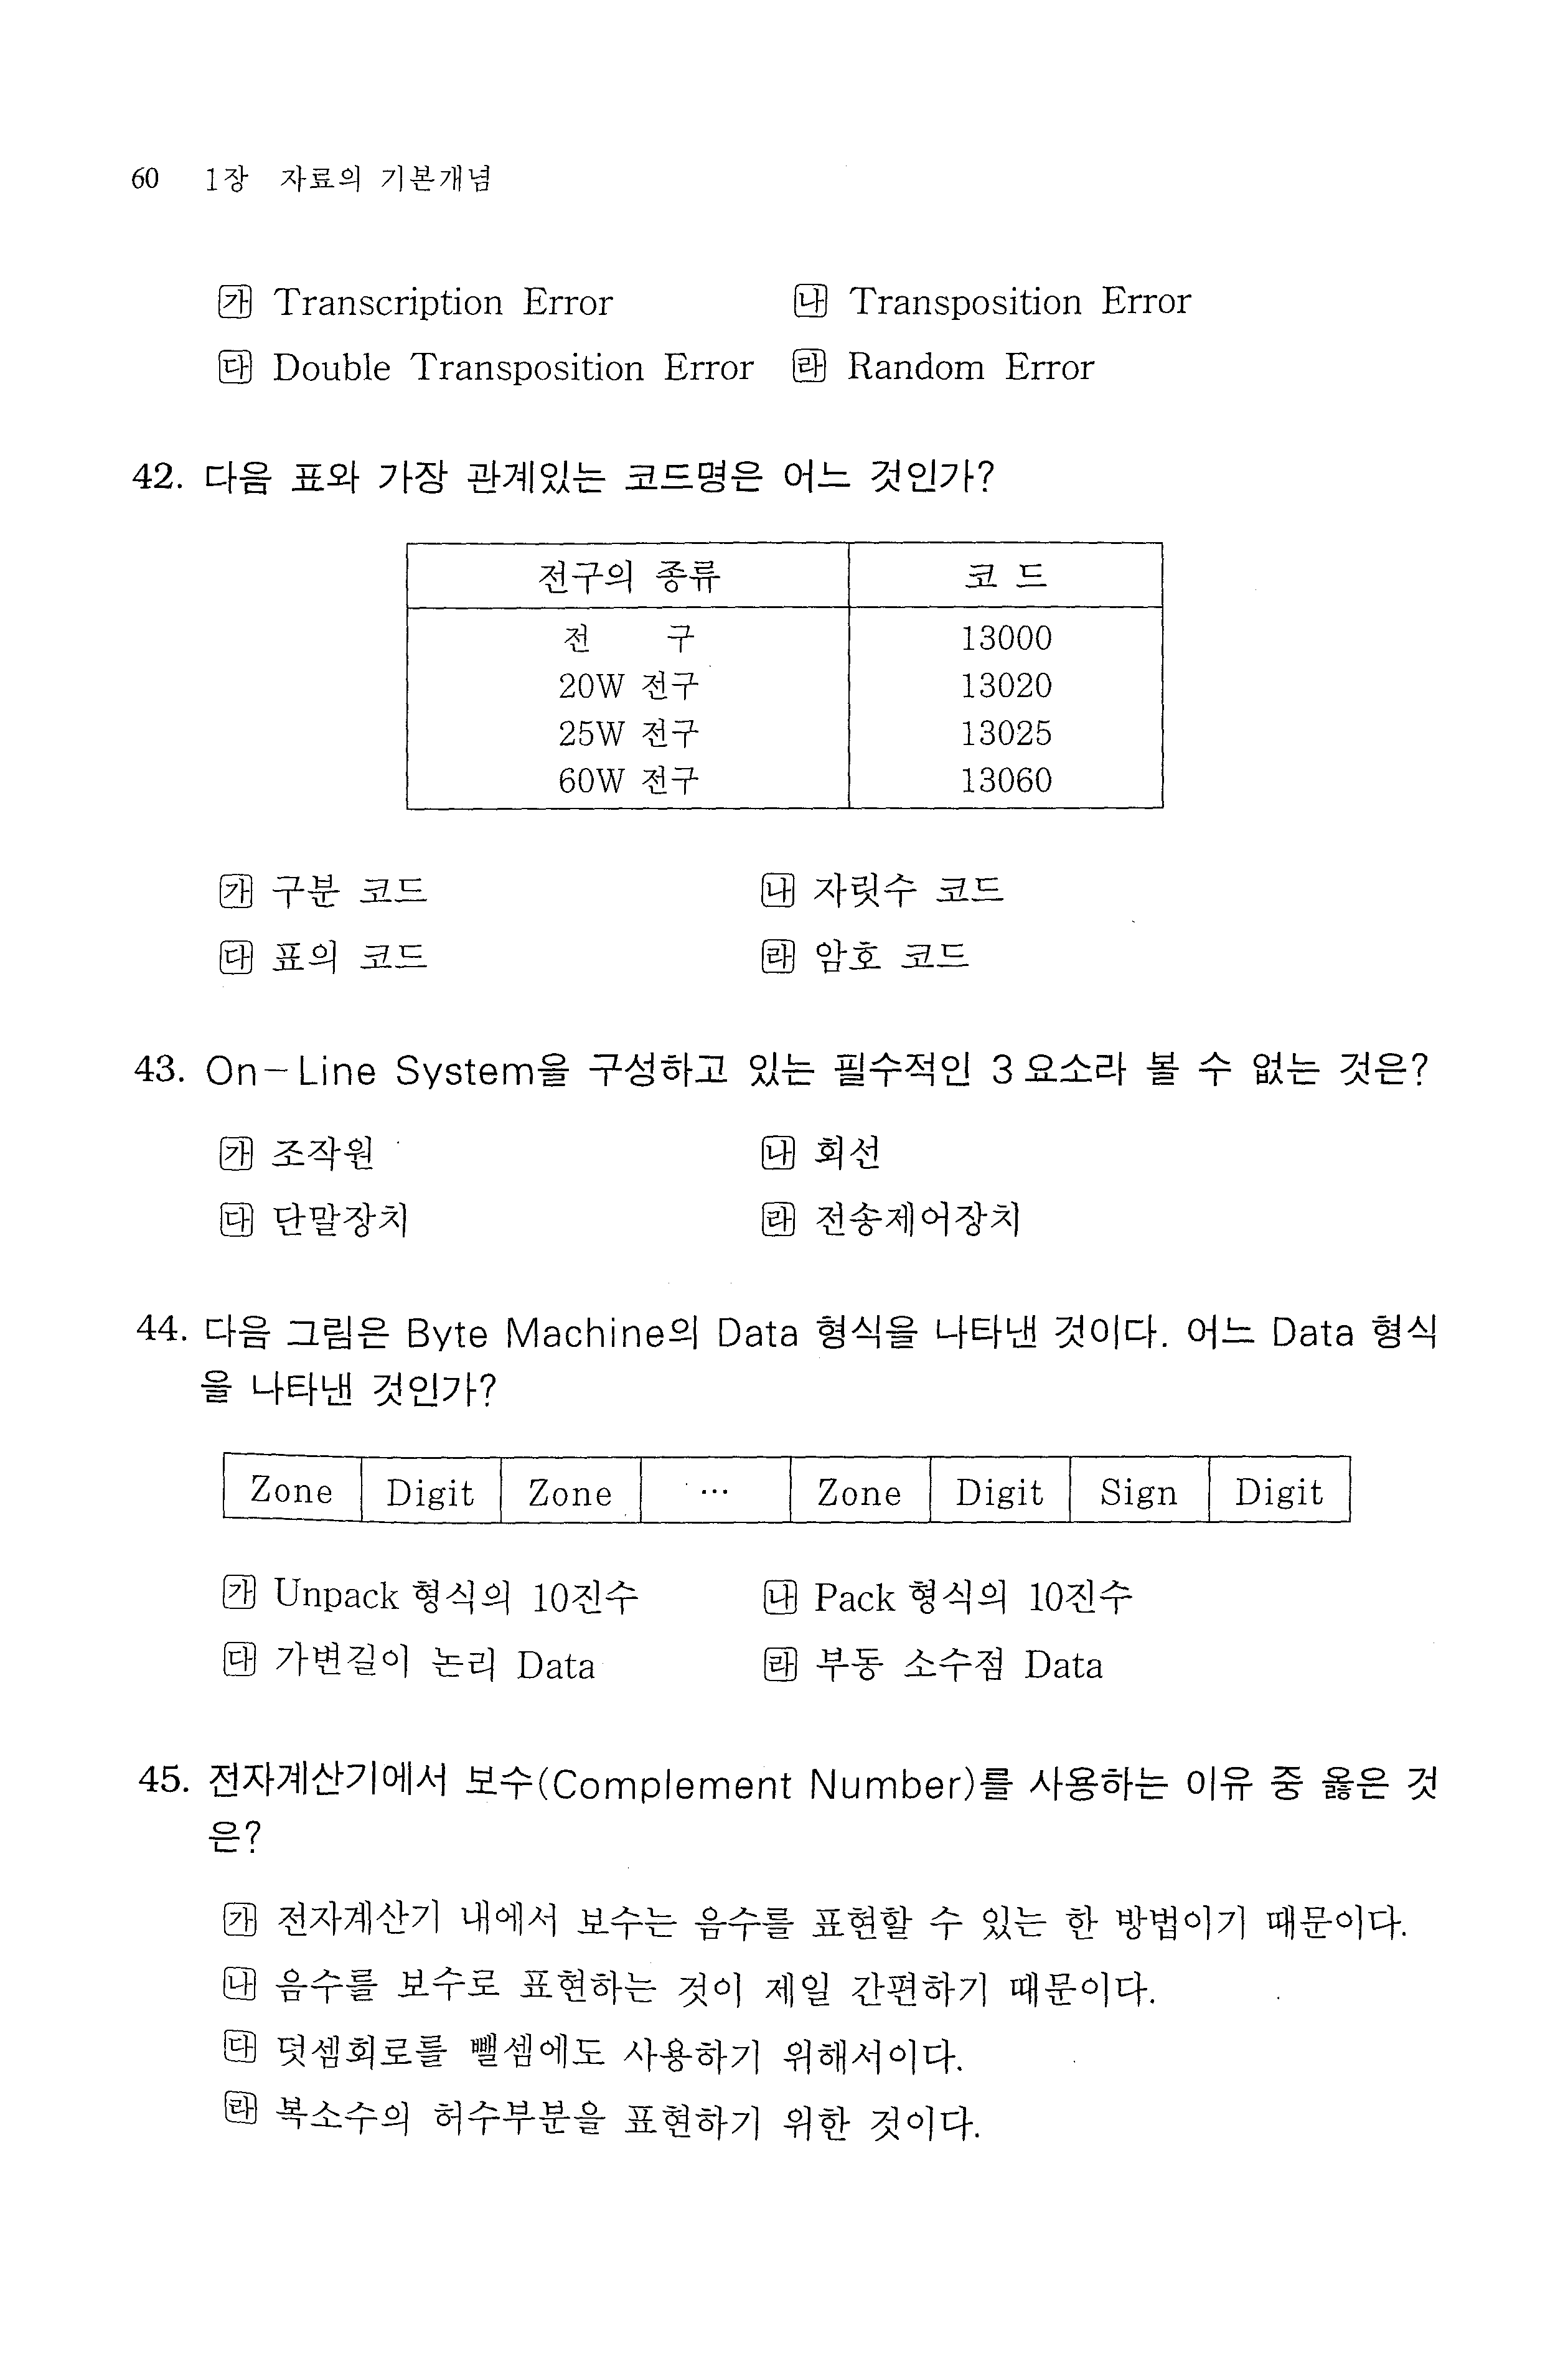 60 1장 자료의 기본개념
㉮ Transcription Error ㉯ Transposition Error
㉰ Double Transposition Error ㉱ Random Error
42. 다음 표와 가장 관계있는 코드명은 어느 것인가?
전구의 종류 코 드
전 구 13000
20W 전구 13020
25W 전구 13025
60W 전구 13060
㉮ 구분 코드 ㉯ 자릿수 코드
㉰ 표의 코드 ㉱ 암호 코드
43. On-Line System을 구성하고 있는 필수적인 3요소라 볼 수 없는 것은?
㉮ 조작원 ㉯ 회선
㉰ 단말장치 ㉱ 전송제어장치
44. 다음 그림은 Byte Machine의 Data 형식을 나타낸 것이다. 어느 Data 형식
을 나타낸 것인가?
Zone Digit Zone … Zone Digit Sign Digit
㉮ Unpack 형식의 10진수 ㉯ Pack 형식의 10진수
㉰ 가변길이 논리 Data ㉱ 부동 소수점 Data
45. 전자계산기에서 보수(Complement Number)를 사용하는 이유 중 옳은 것
은?
㉮ 전자계산기 내에서 보수는 음수를 표현할 수 있는 한 방법이기 때문이다.
㉯ 음수를 보수로 표현하는 것이 제일 간편하기 때문이다.
㉰ 덧셈회로를 뺄셈에도 사용하기 위해서이다.
㉱ 복소수의 허수부분을 표현하기 위한 것이다.